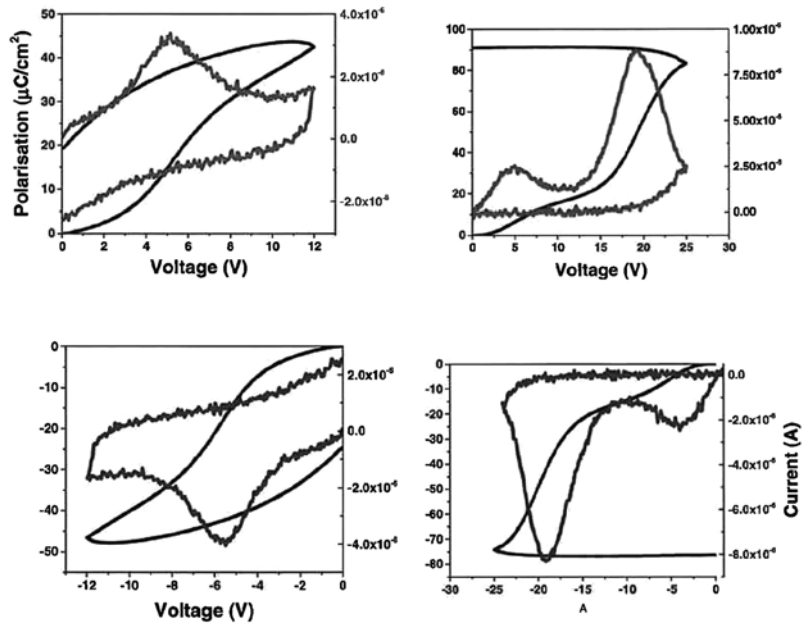 50
45
40
35
30
25
20
15
10
5
0
Polarisation (µC/cm²)
4.0x10⁻⁶
2.0x10⁻⁶
0.0
-2.0x10⁻⁶
0 2 4 6 8 10 12
Voltage (V)
100
80
60
40
20
0
1.00x10⁻⁵
7.50x10⁻⁶
5.00x10⁻⁶
2.50x10⁻⁶
0.00
0 5 10 15 20 25 30
Voltage (V)
0
-10
-20
-30
-40
-50
2.0x10⁻⁶
0.0
-2.0x10⁻⁶
-4.0x10⁻⁶
-12 -10 -8 -6 -4 -2 0
Voltage (V)
0
-10
-20
-30
-40
-50
-60
-70
-80
0.0
-2.0x10⁻⁶
-4.0x10⁻⁶
-6.0x10⁻⁶
-8.0x10⁻⁶
Current (A)
-30 -25 -20 -15 -10 -5 0
A